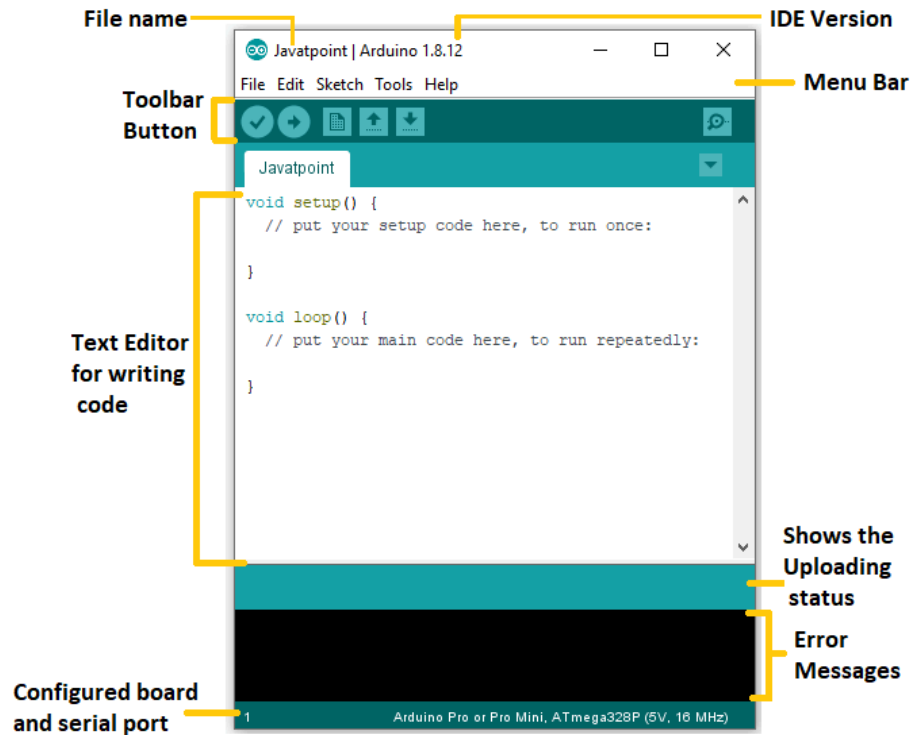 File name
IDE Version
Javatpoint | Arduino 1.8.12
File Edit Sketch Tools Help
Menu Bar
Toolbar
Button
Javatpoint
void setup() {
// put your setup code here, to run once:
}
void loop() {
// put your main code here, to run repeatedly:
}
Text Editor
for writing
code
Shows the
Uploading
status
Error
Messages
Configured board
and serial port
1 Arduino Pro or Pro Mini, ATmega328P (5V, 16 MHz)